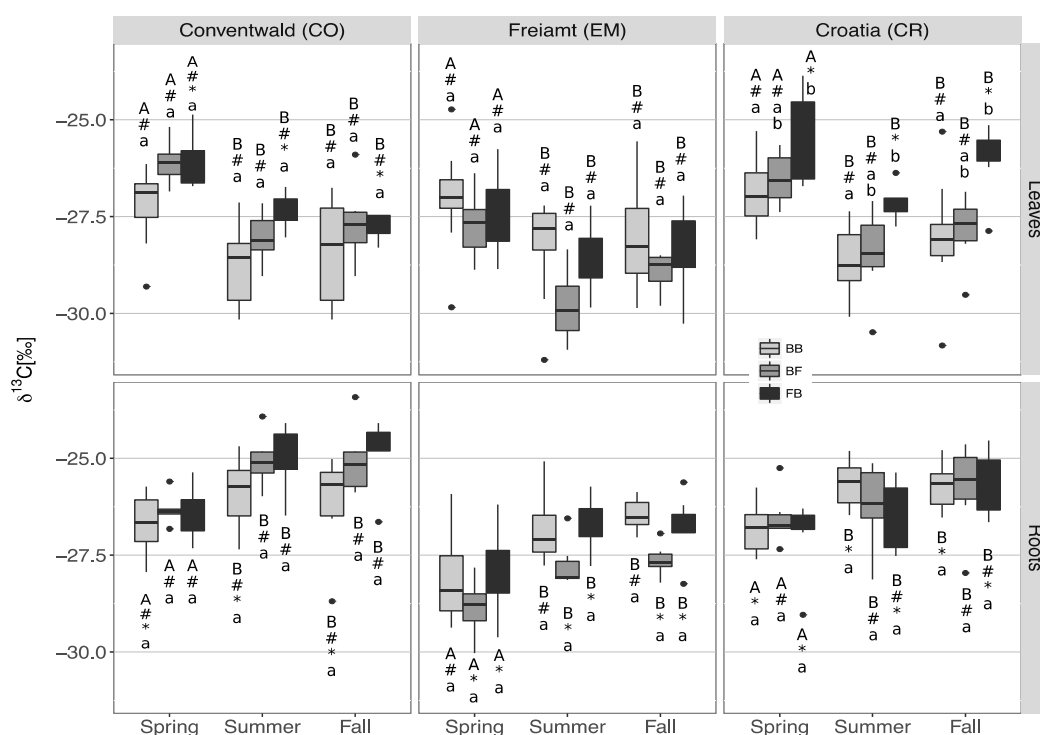 Conventwald (CO)
Freiamt (EM)
Croatia (CR)
δ¹³C[‰]
−25.0
−27.5
−30.0
A
#
a
A
#
a
A
#
*
a
B
#
a
B
#
a
B
#
*
a
B
#
a
B
#
a
B
#
*
a
A
#
a
A
#
a
A
#
a
B
#
a
B
#
a
B
#
a
B
#
a
B
#
a
B
#
a
A
#
a
A
#
a
b
A
*
b
B
#
a
B
#
a
b
B
*
b
B
#
a
B
#
a
b
B
*
b
Leaves
BB
BF
FB
−25.0
−27.5
−30.0
A
#
*
a
A
#
a
A
#
a
B
#
*
a
B
#
a
B
#
a
B
#
*
a
B
#
a
B
#
a
A
#
a
A
*
a
A
*
a
B
#
a
B
*
a
B
*
a
B
#
a
B
*
a
B
*
a
A
*
a
A
#
a
A
*
a
B
*
a
B
#
a
B
#
*
a
B
*
a
B
#
a
B
#
*
a
Roots
Spring
Summer
Fall
Spring
Summer
Fall
Spring
Summer
Fall